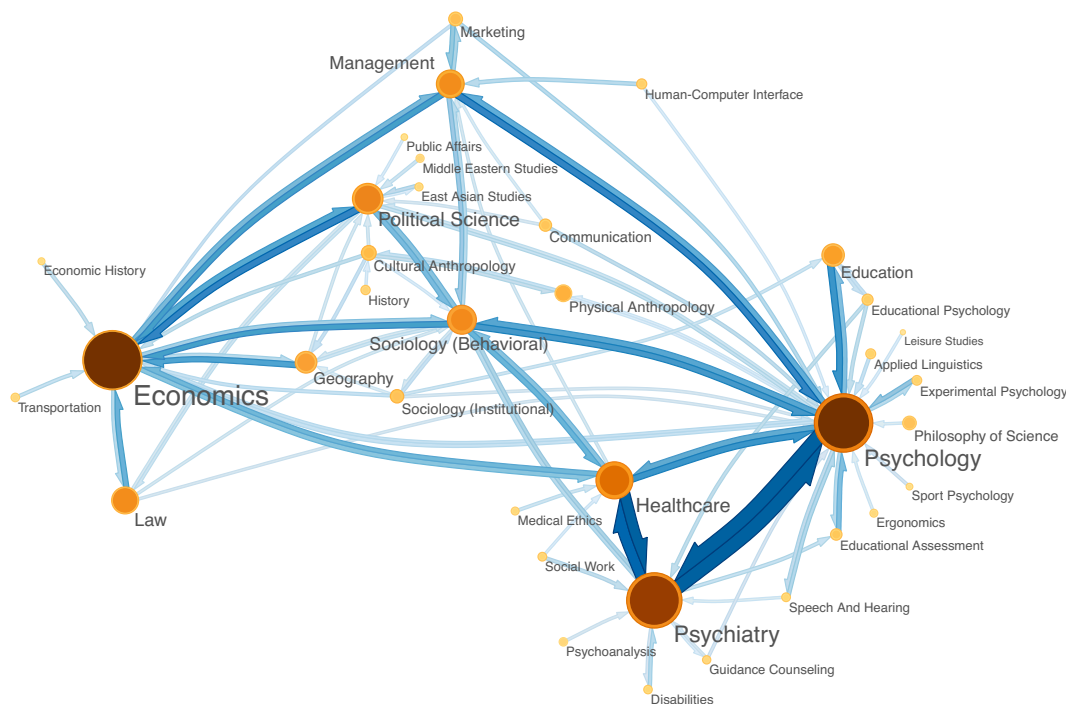 Marketing
Management
Human-Computer Interface
Public Affairs
Middle Eastern Studies
East Asian Studies
Political Science
Communication
Economic History
Cultural Anthropology
Education
History
Physical Anthropology
Educational Psychology
Sociology (Behavioral)
Leisure Studies
Applied Linguistics
Geography
Economics
Experimental Psychology
Transportation
Sociology (Institutional)
Philosophy of Science
Psychology
Sport Psychology
Healthcare
Law
Medical Ethics
Ergonomics
Educational Assessment
Social Work
Speech And Hearing
Psychiatry
Psychoanalysis
Guidance Counseling
Disabilities